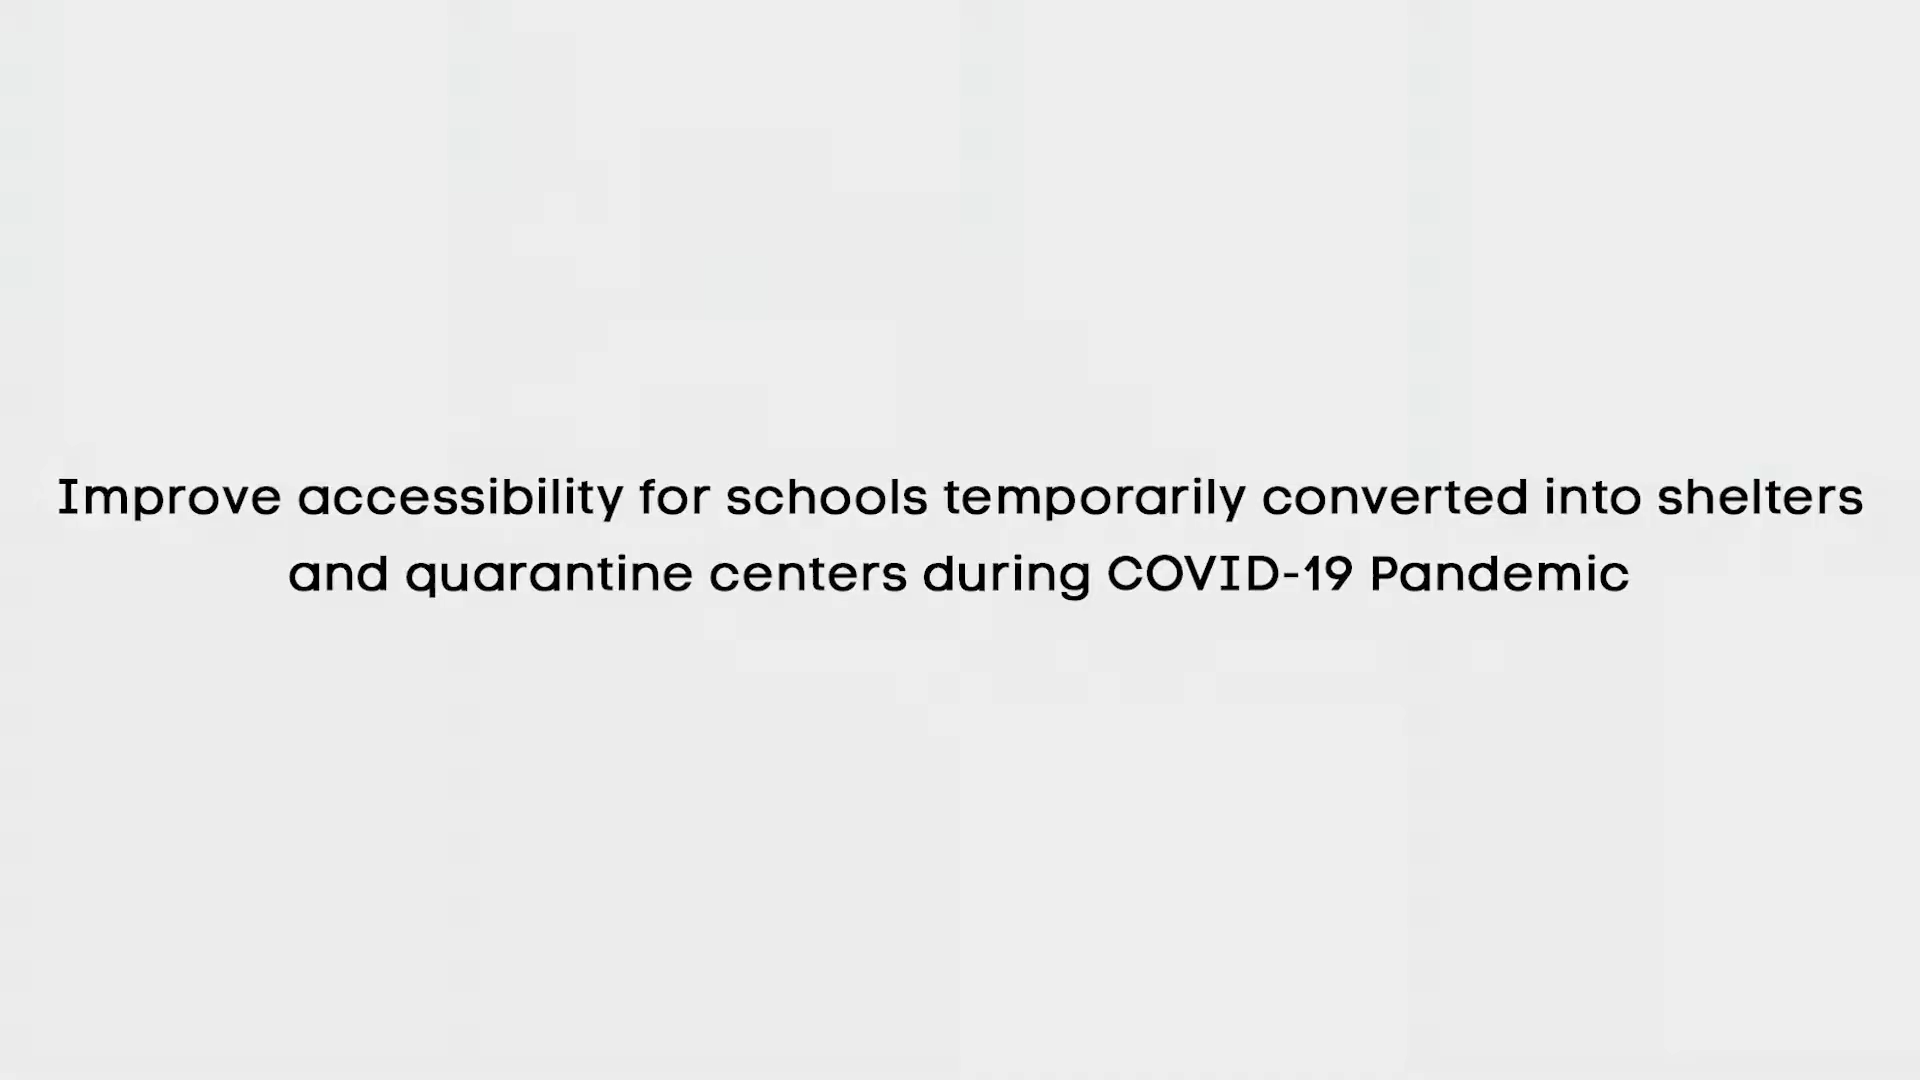 Improve accessibility for schools temporarily converted into shelters
and quarantine centers during COVID-19 Pandemic